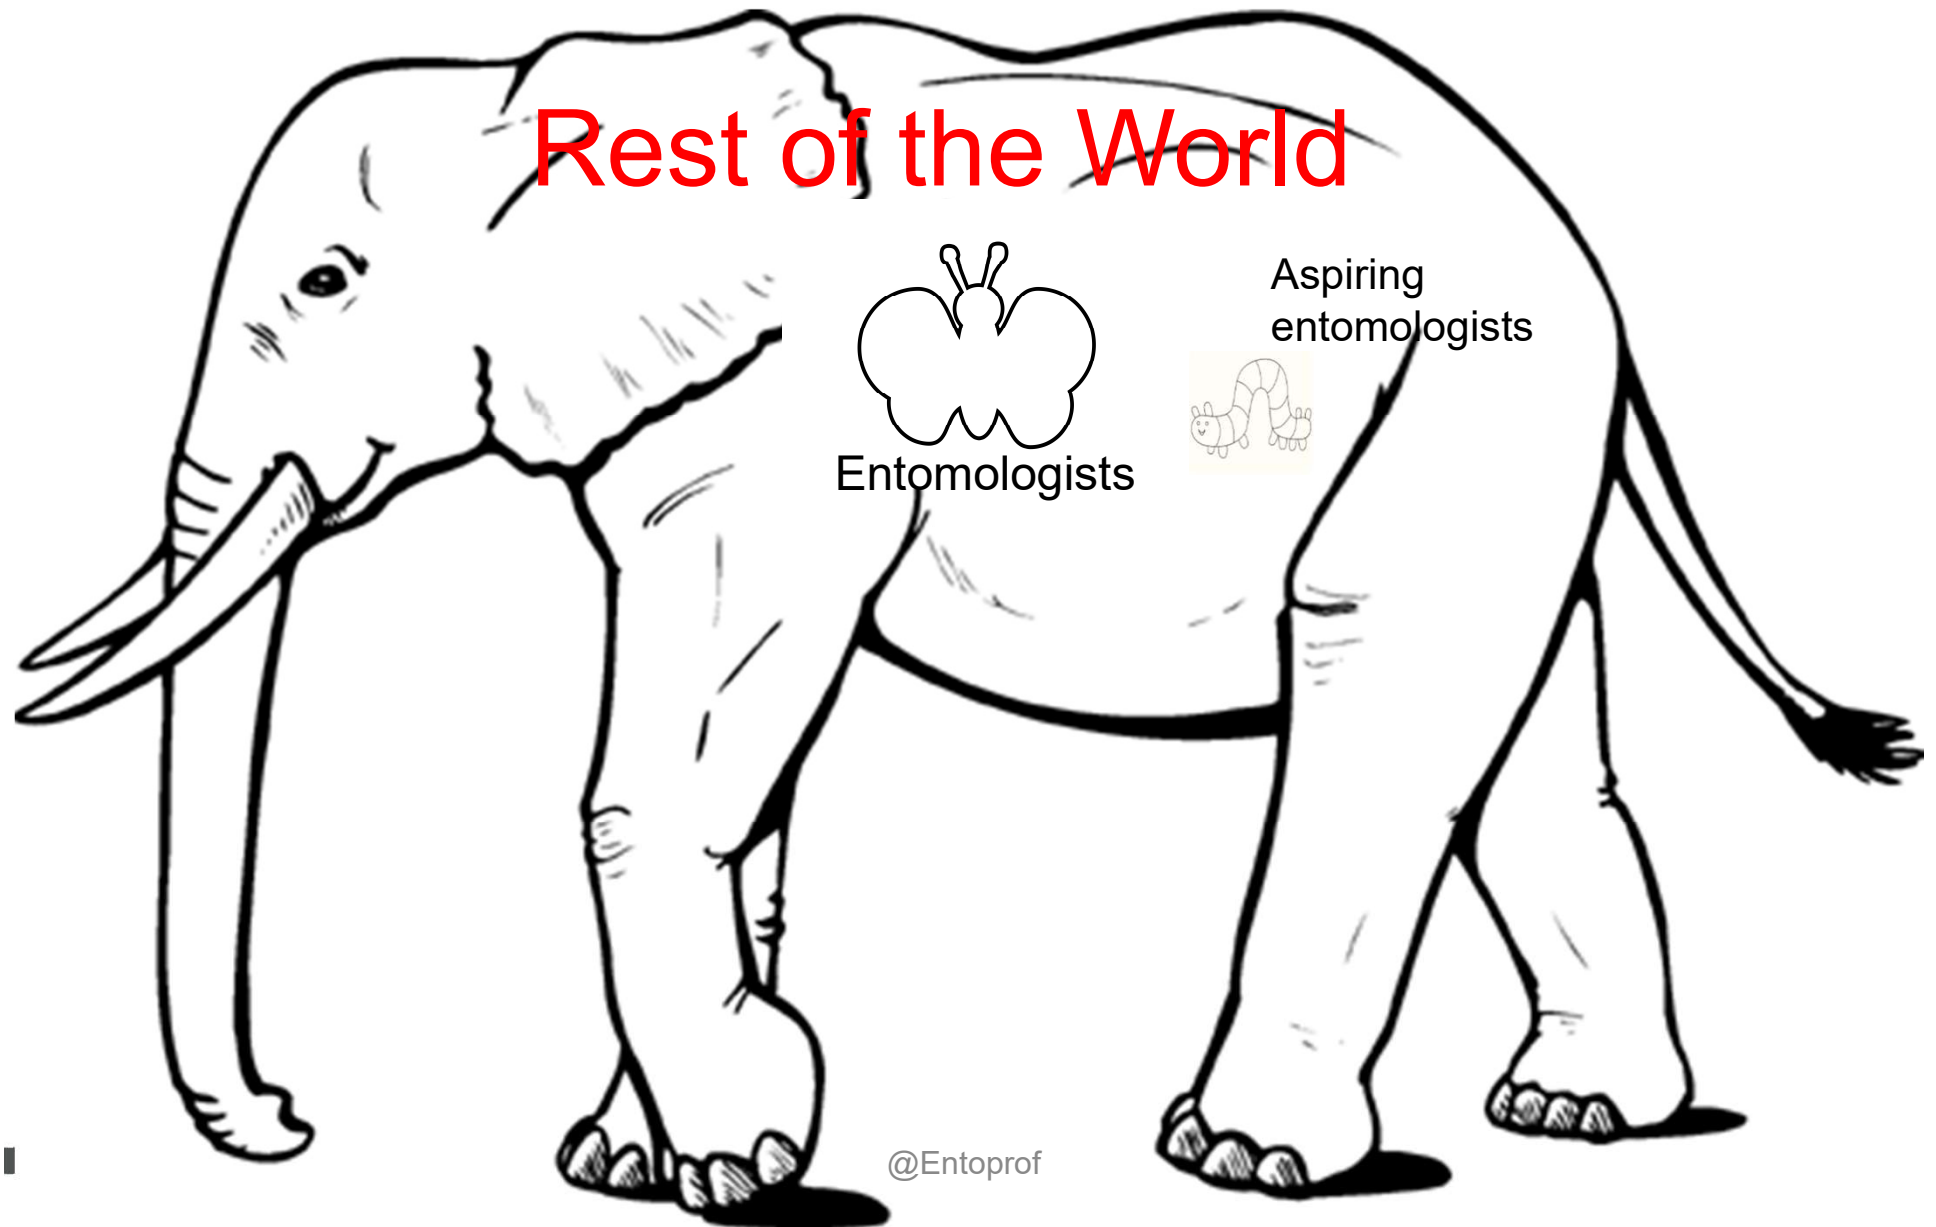 Rest of the World
Aspiring
entomologists
Entomologists
@Entoprof